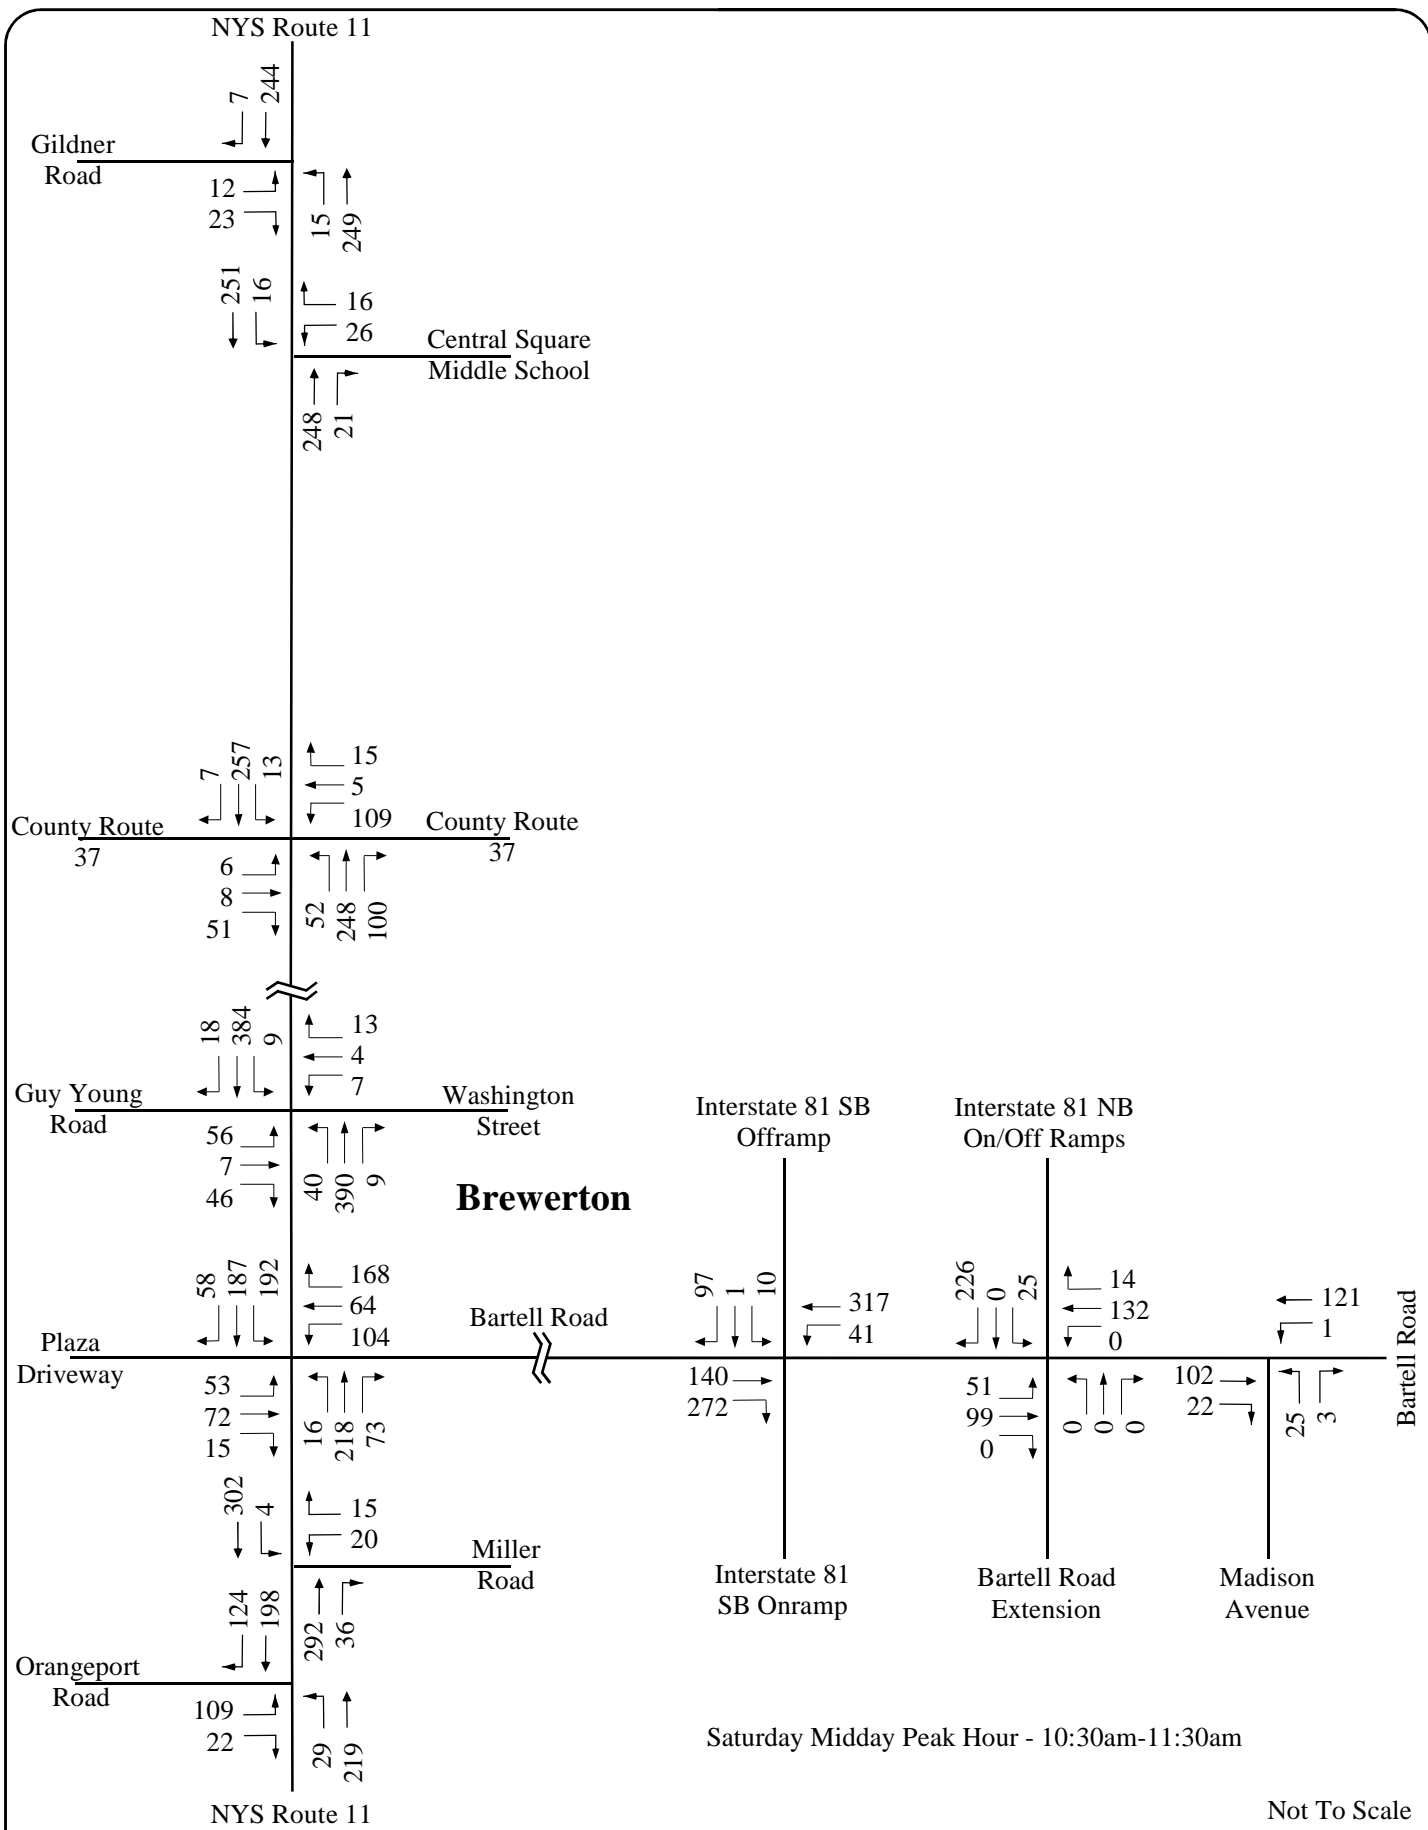 NYS Route 11
7
244
Gildner
Road
12
23
15
249
251
16
16
26
Central Square
Middle School
248
21
7
257
13
15
5
109
County Route
37
County Route
37
6
8
51
52
248
100
18
384
9
13
4
7
Guy Young
Road
Washington
Street
56
7
46
40
390
9
Brewerton
Interstate 81 SB
Offramp
Interstate 81 NB
On/Off Ramps
58
187
192
168
64
104
Plaza
Driveway
Bartell Road
53
72
15
16
218
73
97
1
10
317
41
140
272
226
0
25
14
132
0
51
99
0
0
0
0
121
1
102
22
25
3
Bartell Road
302
4
15
20
Miller
Road
292
36
Interstate 81
SB Onramp
Bartell Road
Extension
Madison
Avenue
124
198
Orangeport
Road
109
22
29
219
Saturday Midday Peak Hour - 10:30am-11:30am
NYS Route 11
Not To Scale